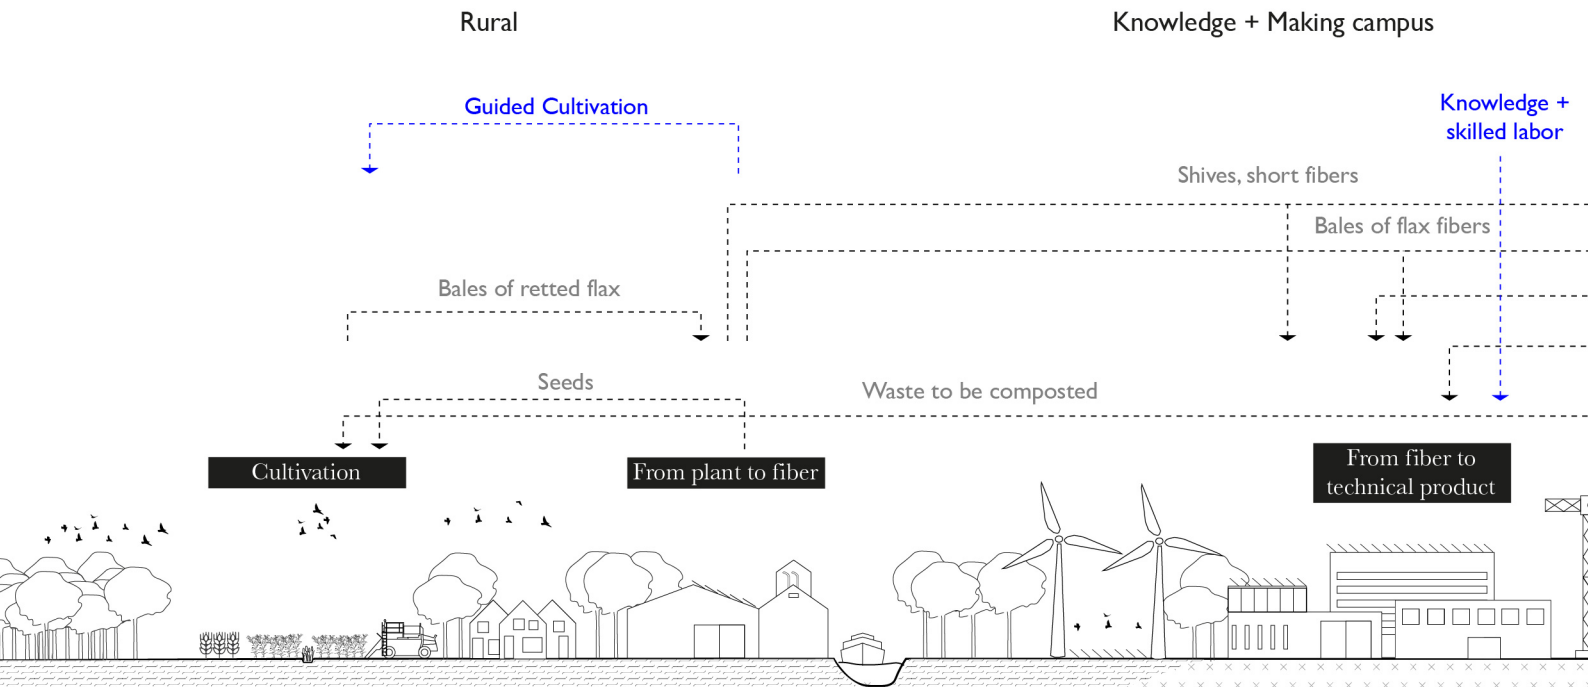 Rural
Knowledge + Making campus
Guided Cultivation
Knowledge +
skilled labor
Shives, short fibers
Bales of flax fibers
Bales of retted flax
Seeds
Waste to be composted
Cultivation
From plant to fiber
From fiber to
technical product